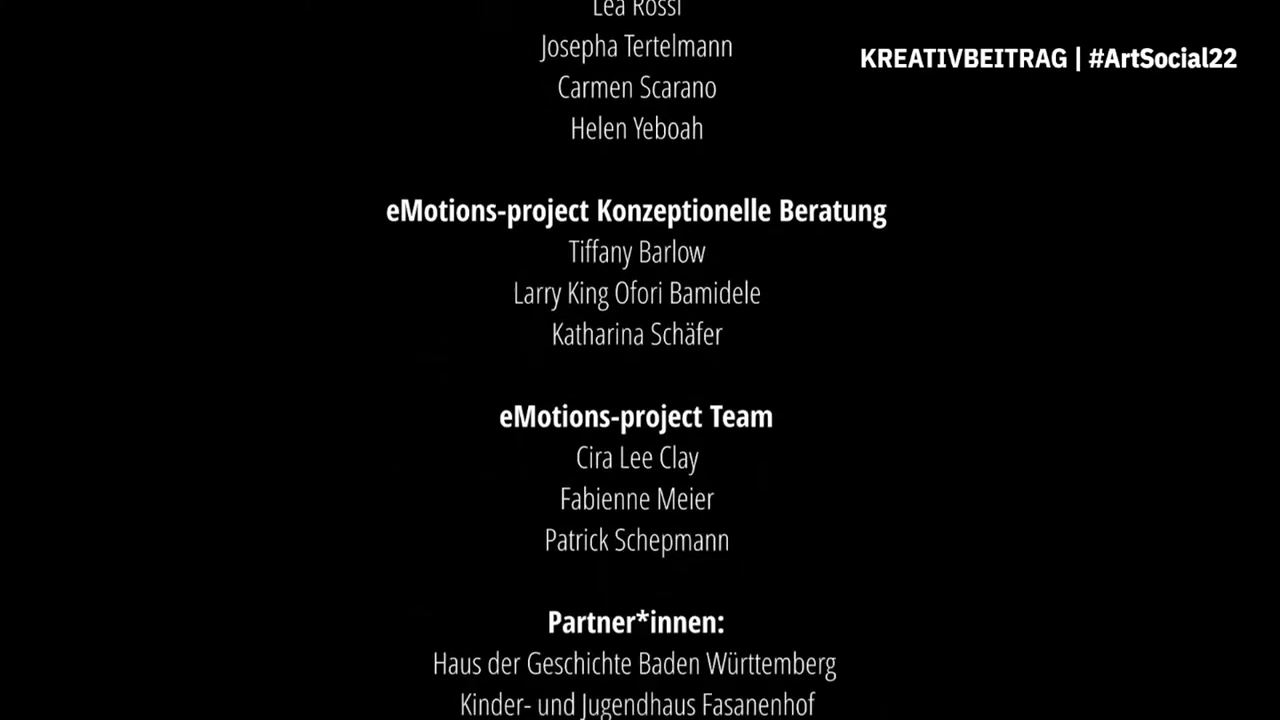 Lea Rossi
Josepha Tertelmann
KREATIVBEITRAG | #ArtSocial22
Carmen Scarano
Helen Yeboah
eMotions-project Konzeptionelle Beratung
Tiffany Barlow
Larry King Ofori Bamidele
Katharina Schäfer
eMotions-project Team
Cira Lee Clay
Fabienne Meier
Patrick Schepmann
Partner*innen:
Haus der Geschichte Baden Württemberg
Kinder- und Jugendhaus Fasanenhof